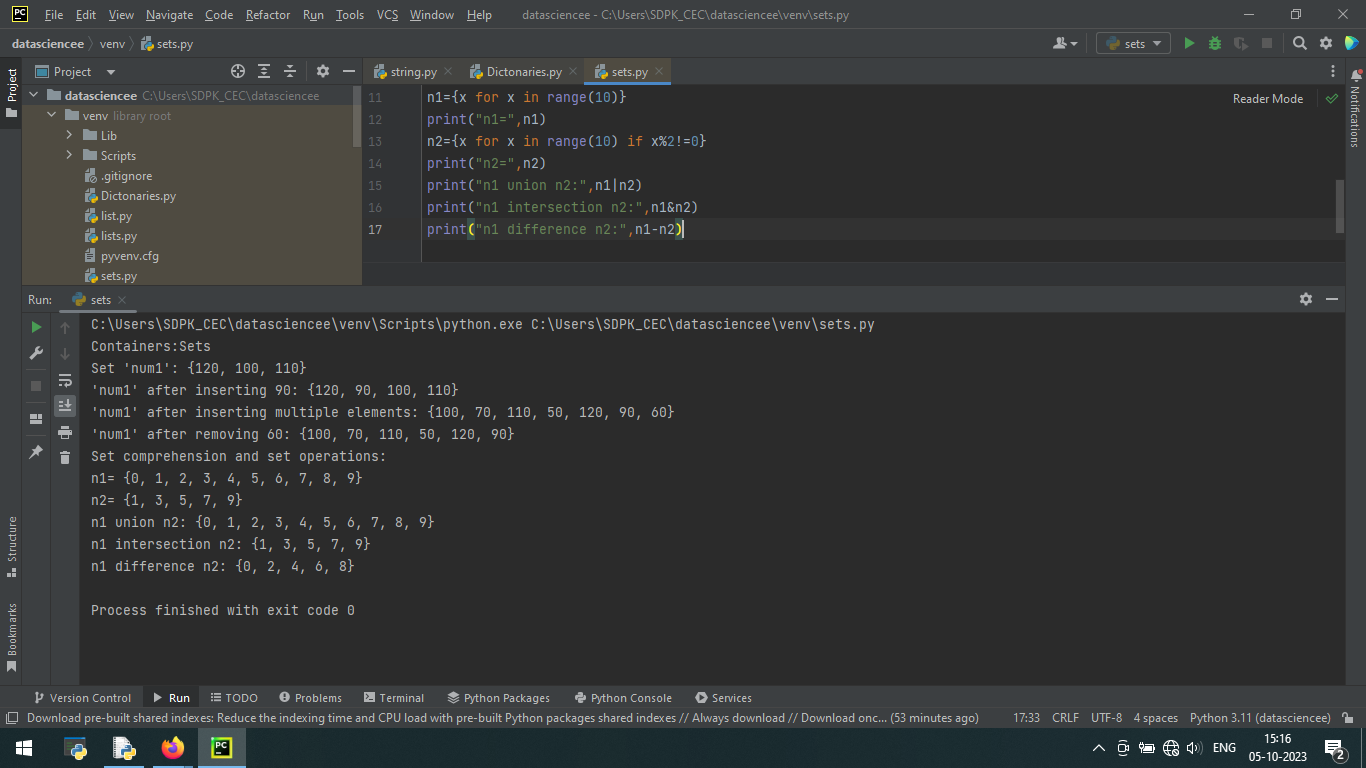 PC File Edit View Navigate Code Refactor Run Tools VCS Window Help datasciencee - C:\Users\SDPK_CEC\datasciencee\venv\sets.py
datasciencee venv sets.py sets
Project Project string.py Dictonaries.py sets.py Notifications
datasciencee C:\Users\SDPK_CEC\datasciencee
venv library root
Lib
Scripts
.gitignore
Dictonaries.py
list.py
lists.py
pyvenv.cfg
sets.py
Reader Mode
11 n1={x for x in range(10)}
12 print("n1=",n1)
13 n2={x for x in range(10) if x%2!=0}
14 print("n2=",n2)
15 print("n1 union n2:",n1|n2)
16 print("n1 intersection n2:",n1&n2)
17 print("n1 difference n2:",n1-n2)
Run: sets
C:\Users\SDPK_CEC\datasciencee\venv\Scripts\python.exe C:\Users\SDPK_CEC\datasciencee\venv\sets.py
Containers:Sets
Set 'num1': {120, 100, 110}
'num1' after inserting 90: {120, 90, 100, 110}
'num1' after inserting multiple elements: {100, 70, 110, 50, 120, 90, 60}
'num1' after removing 60: {100, 70, 110, 50, 120, 90}
Set comprehension and set operations:
n1= {0, 1, 2, 3, 4, 5, 6, 7, 8, 9}
n2= {1, 3, 5, 7, 9}
n1 union n2: {0, 1, 2, 3, 4, 5, 6, 7, 8, 9}
n1 intersection n2: {1, 3, 5, 7, 9}
n1 difference n2: {0, 2, 4, 6, 8}
Process finished with exit code 0
Structure
Bookmarks
Version Control Run TODO Problems Terminal Python Packages Python Console Services
Download pre-built shared indexes: Reduce the indexing time and CPU load with pre-built Python packages shared indexes // Always download // Download onc... (53 minutes ago) 17:33 CRLF UTF-8 4 spaces Python 3.11 (datasciencee)
PC ENG 15:16
05-10-2023 2